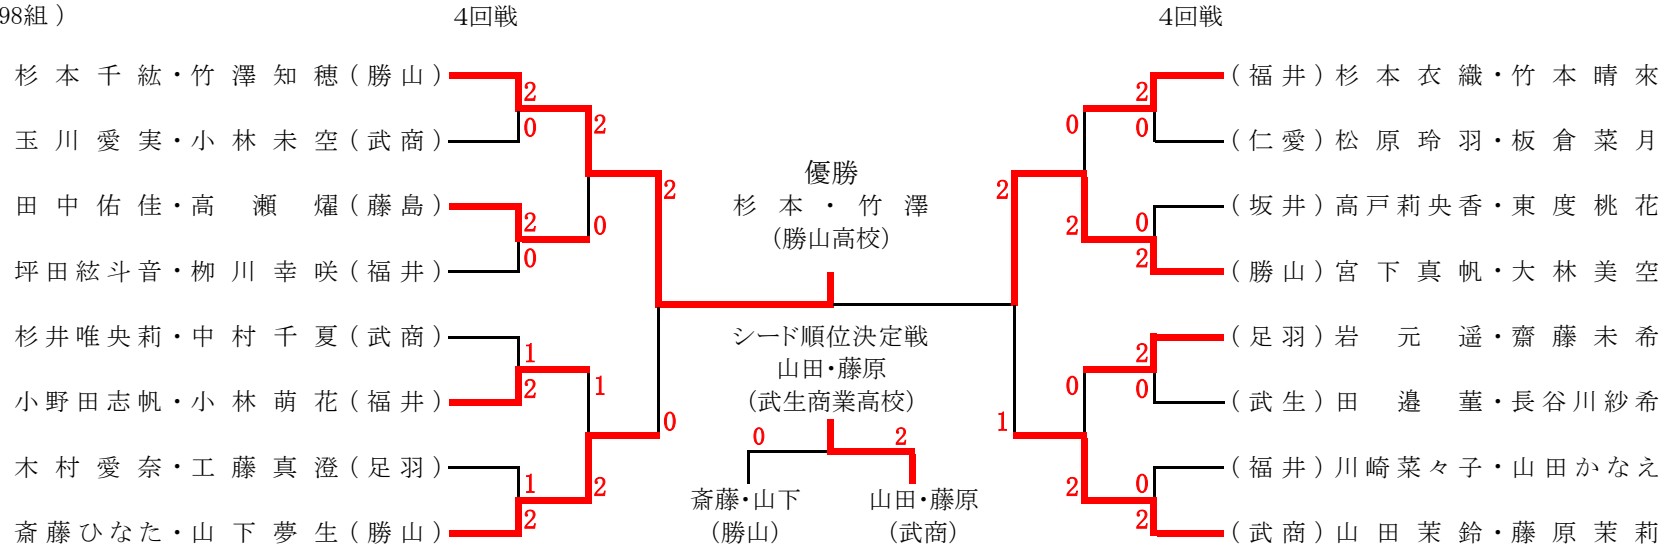 98組）
4回戦
4回戦
杉本千紘・竹澤知穂(勝山)
2
0
玉川愛実・小林未空(武商)
2
田中佑佳・高瀬燿(藤島)
2
0
坪田絃斗音・栁川幸咲(福井)
0
2
杉井唯央莉・中村千夏(武商)
1
2
小野田志帆・小林萌花(福井)
1
木村愛奈・工藤真澄(足羽)
1
2
斎藤ひなた・山下夢生(勝山)
2
0
優勝
杉本・竹澤
(勝山高校)
シード順位決定戦
山田・藤原
(武生商業高校)
0
2
斎藤・山下
(勝山)
山田・藤原
(武商)
(福井)杉本衣織・竹本晴來
2
0
(仁愛)松原玲羽・板倉菜月
0
(坂井)高戸莉央香・東度桃花
0
2
(勝山)宮下真帆・大林美空
2
2
(足羽)岩元遥・齋藤未希
2
0
(武生)田邉菫・長谷川紗希
0
(福井)川崎菜々子・山田かなえ
0
2
(武商)山田茉鈴・藤原茉莉
2
1